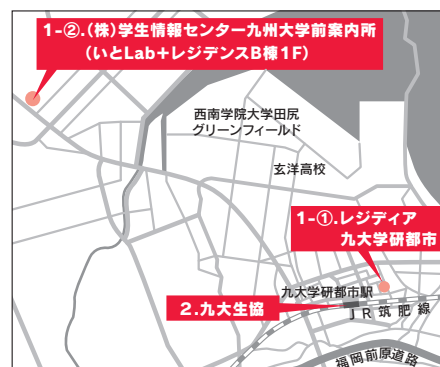 1-②.(株)学生情報センター九州大学前案内所
(いとLab+レジデンスB棟1F)
西南学院大学田尻
グリーンフィールド
玄洋高校
1-①.レジディア
九大学研都市
九大学研都市駅
2.九大生協
JR筑肥線
福岡前原道路